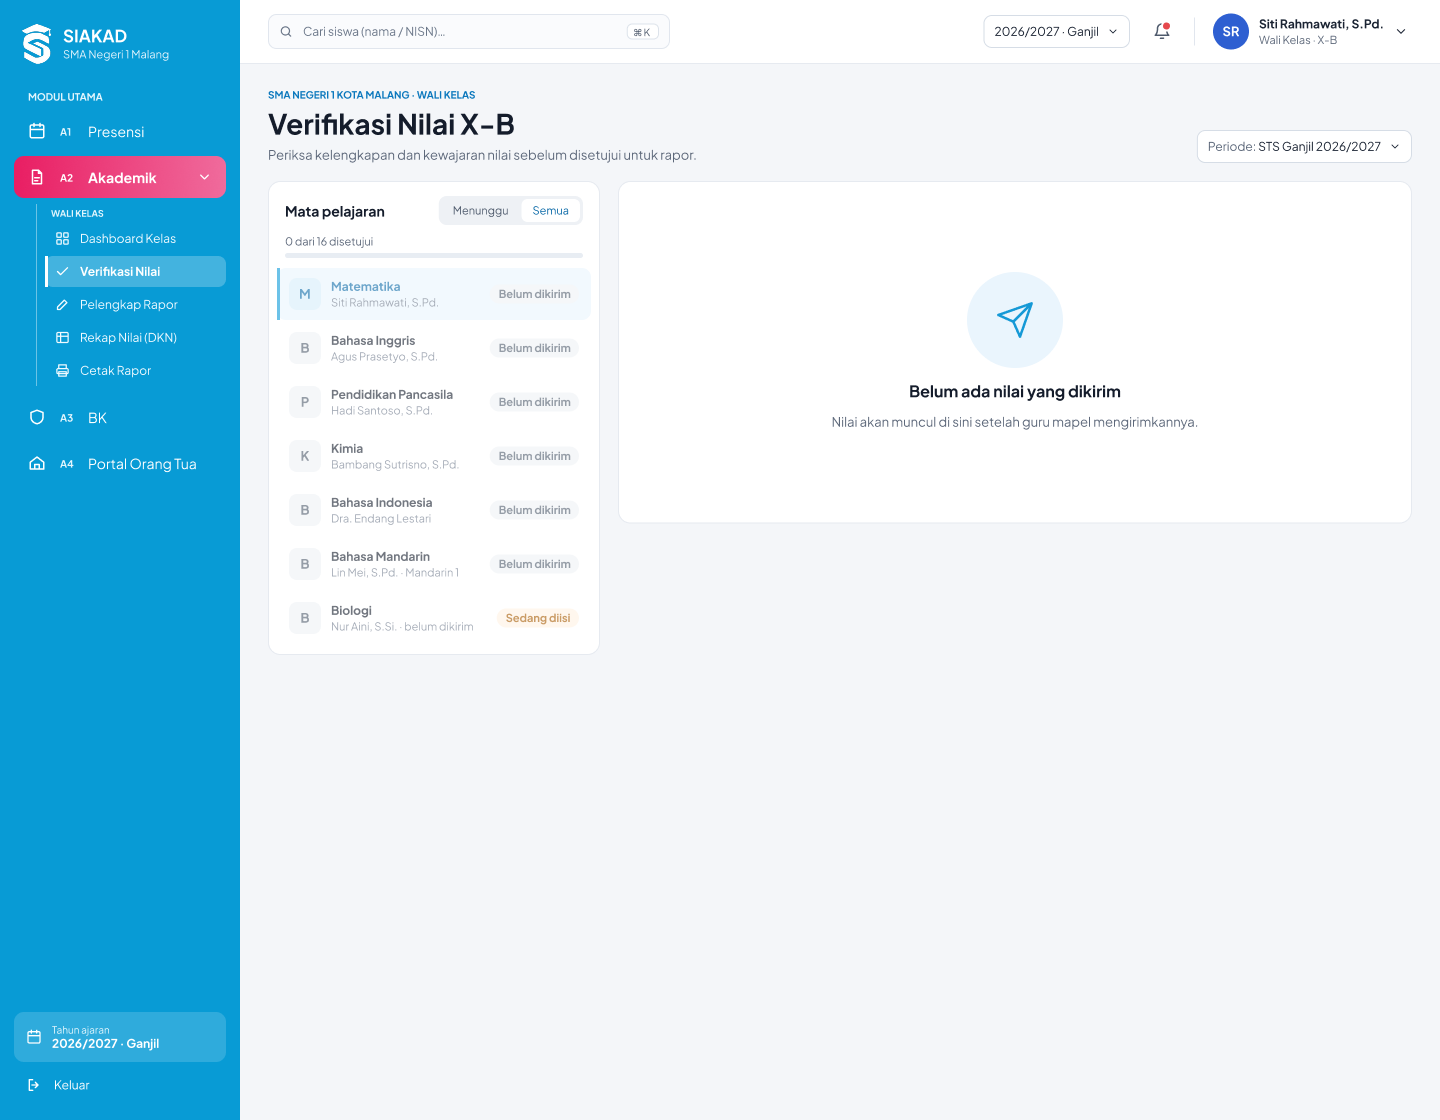 SIAKAD
SMA Negeri 1 Malang
MODUL UTAMA
A1 Presensi
A2 Akademik
WALI KELAS
Dashboard Kelas
Verifikasi Nilai
Pelengkap Rapor
Rekap Nilai (DKN)
Cetak Rapor
A3 BK
A4 Portal Orang Tua
Tahun ajaran
2026/2027 · Ganjil
Keluar
Cari siswa (nama / NISN)...
⌘K
2026/2027 · Ganjil
SR
Siti Rahmawati, S.Pd.
Wali Kelas · X-B
SMA NEGERI 1 KOTA MALANG · WALI KELAS
Verifikasi Nilai X-B
Periksa kelengkapan dan kewajaran nilai sebelum disetujui untuk rapor.
Periode: STS Ganjil 2026/2027
Mata pelajaran
Menunggu
Semua
0 dari 16 disetujui
M
Matematika
Siti Rahmawati, S.Pd.
Belum dikirim
B
Bahasa Inggris
Agus Prasetyo, S.Pd.
Belum dikirim
P
Pendidikan Pancasila
Hadi Santoso, S.Pd.
Belum dikirim
K
Kimia
Bambang Sutrisno, S.Pd.
Belum dikirim
B
Bahasa Indonesia
Dra. Endang Lestari
Belum dikirim
B
Bahasa Mandarin
Lin Mei, S.Pd. · Mandarin 1
Belum dikirim
B
Biologi
Nur Aini, S.Si. · belum dikirim
Sedang diisi
Belum ada nilai yang dikirim
Nilai akan muncul di sini setelah guru mapel mengirimkannya.